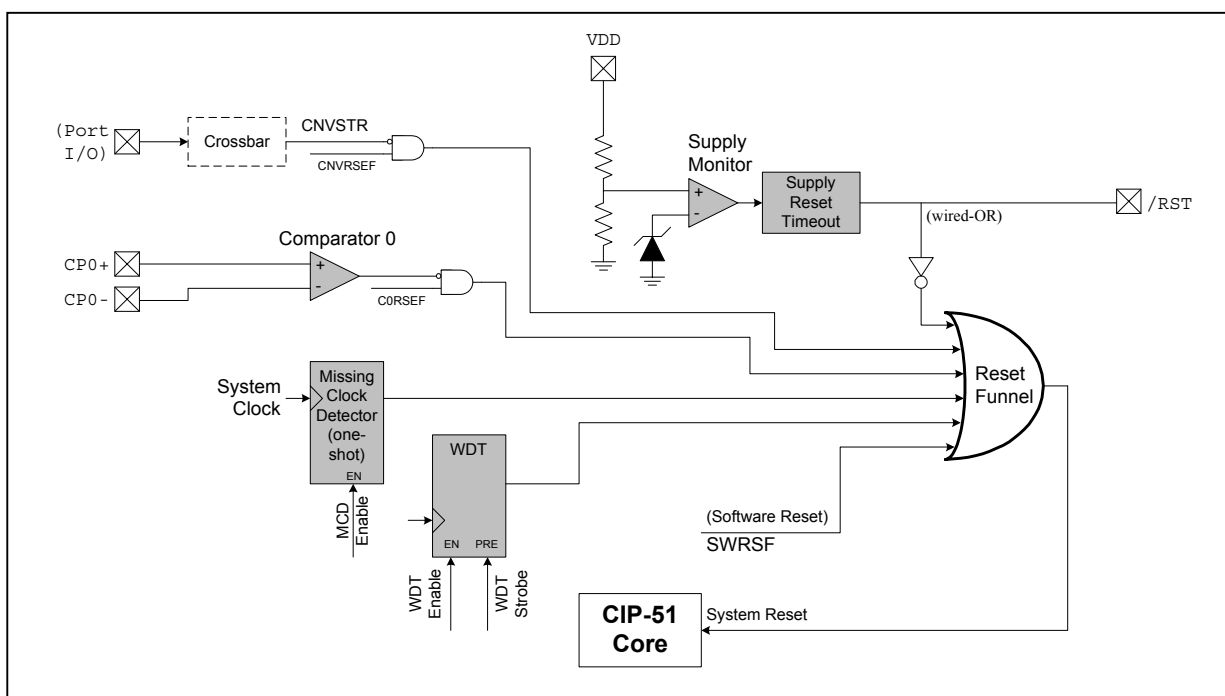 VDD
(Port
I/O)
Crossbar
CNVSTR
CNVRSEF
Supply
Monitor
+
-
Supply
Reset
Timeout
(wired-OR)
/RST
Comparator 0
CP0+
CP0-
+
-
C0RSEF
System
Clock
Missing
Clock
Detector
(one-
shot)
EN
MCD
Enable
WDT
EN
PRE
WDT
Enable
WDT
Strobe
(Software Reset)
SWRSF
Reset
Funnel
CIP-51
Core
System Reset